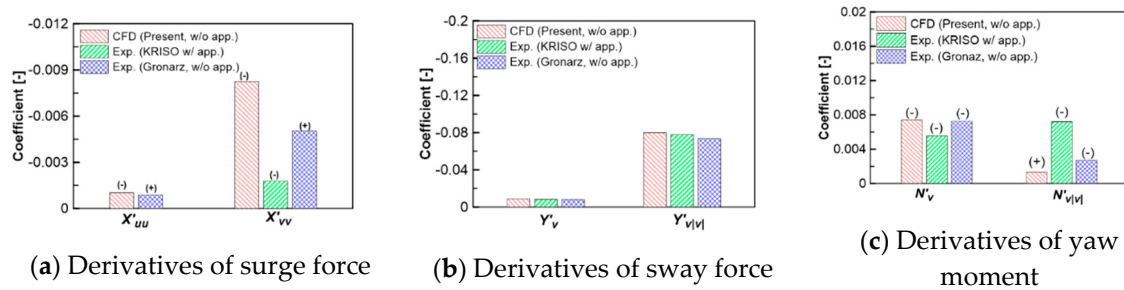 -0.012
-0.009
-0.006
-0.003
0
Coefficient [-]
CFD (Present, w/o app.)
Exp. (KRISO w/ app.)
Exp. (Gronarz, w/o app.)
(-)
(+)
(-)
(-)
(+)
X'uu
X'vv
(a) Derivatives of surge force
-0.2
-0.16
-0.12
-0.08
-0.04
0
Coefficient [-]
CFD (Present, w/o app.)
Exp. (KRISO w/ app.)
Exp. (Gronarz, w/o app.)
Y'v
Y'v|v|
(b) Derivatives of sway force
0.02
0.016
0.012
0.008
0.004
0
Coefficient [-]
CFD (Present, w/o app.)
Exp. (KRISO w/ app.)
Exp. (Gronaz, w/o app.)
(-)
(-)
(-)
(+)
(-)
(-)
N'v
N'v|v|
(c) Derivatives of yaw
moment